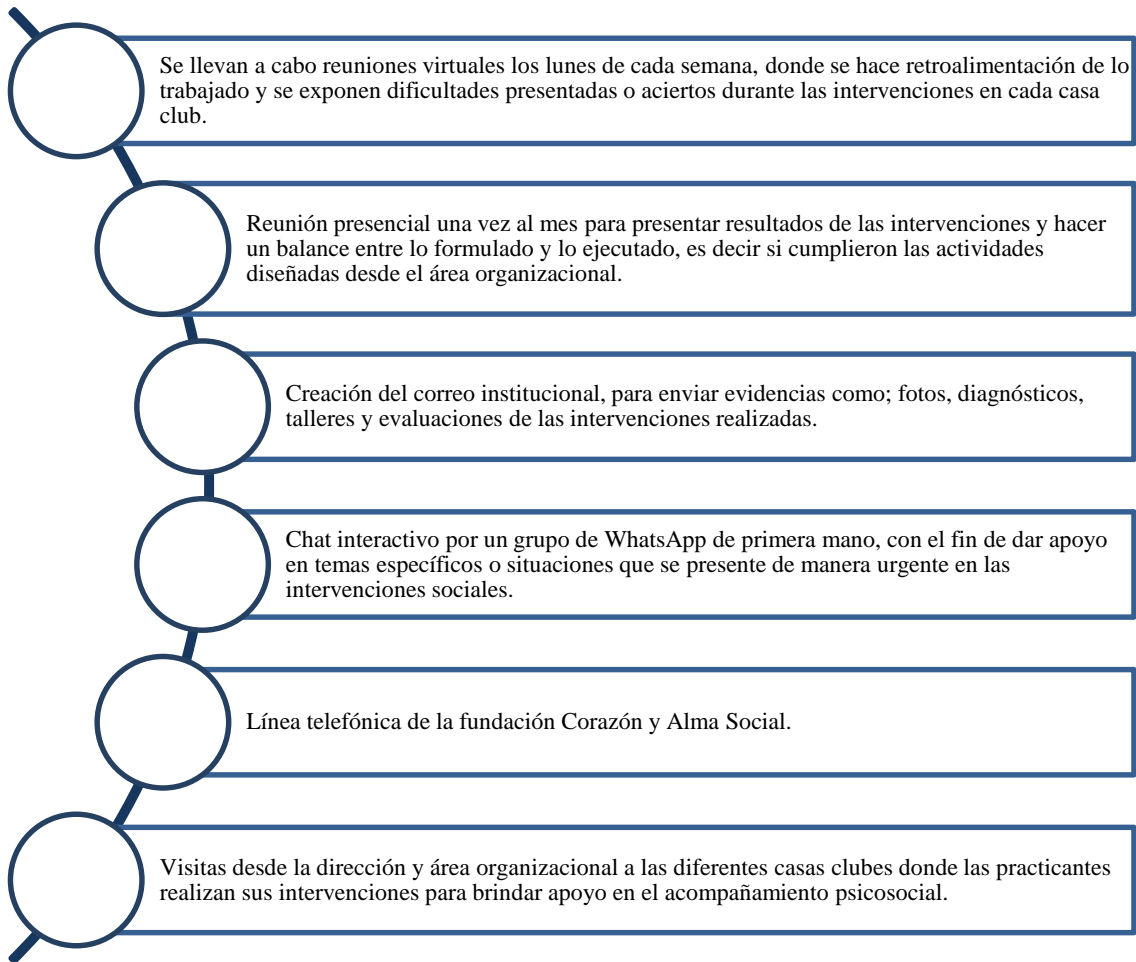 Se llevan a cabo reuniones virtuales los lunes de cada semana, donde se hace retroalimentación de lo
trabajado y se exponen dificultades presentadas o aciertos durante las intervenciones en cada casa
club.
Reunión presencial una vez al mes para presentar resultados de las intervenciones y hacer
un balance entre lo formulado y lo ejecutado, es decir si cumplieron las actividades
diseñadas desde el área organizacional.
Creación del correo institucional, para enviar evidencias como; fotos, diagnósticos,
talleres y evaluaciones de las intervenciones realizadas.
Chat interactivo por un grupo de WhatsApp de primera mano, con el fin de dar apoyo
en temas específicos o situaciones que se presente de manera urgente en las
intervenciones sociales.
Línea telefónica de la fundación Corazón y Alma Social.
Visitas desde la dirección y área organizacional a las diferentes casas clubes donde las practicantes
realizan sus intervenciones para brindar apoyo en el acompañamiento psicosocial.